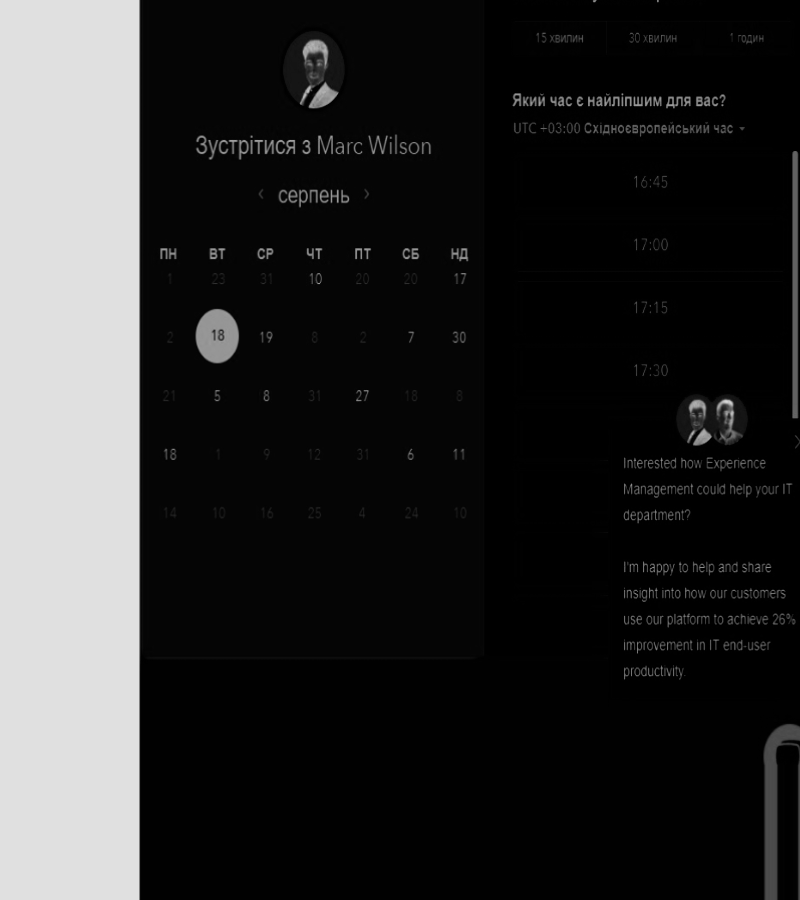 Зустрітися з Marc Wilson
‹ серпень ›
ПН ВТ СР ЧТ ПТ СБ НД
1 23 31 10 20 20 17
2 18 19 8 2 7 30
21 5 8 31 27 18 8
18 1 9 12 31 6 11
14 10 16 25 4 24 10
15 хвилин 30 хвилин 1 годин
Який час є найліпшим для вас?
UTC +03:00 Східноєвропейський час
16:45
17:00
17:15
17:30
Interested how Experience
Management could help your IT
department?
I'm happy to help and share
insight into how our customers
use our platform to achieve 26%
improvement in IT end-user
productivity.